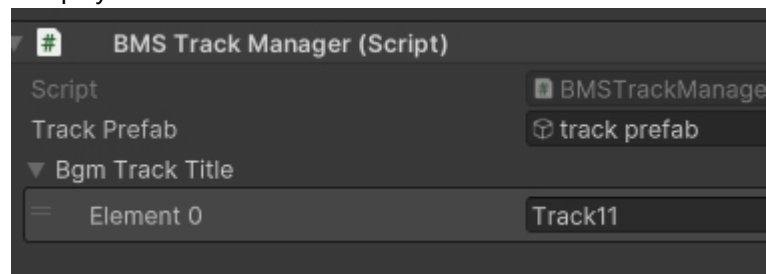 # BMS Track Manager (Script)
Script BMSTrackManage
Track Prefab track prefab
Bgm Track Title
Element 0 Track11